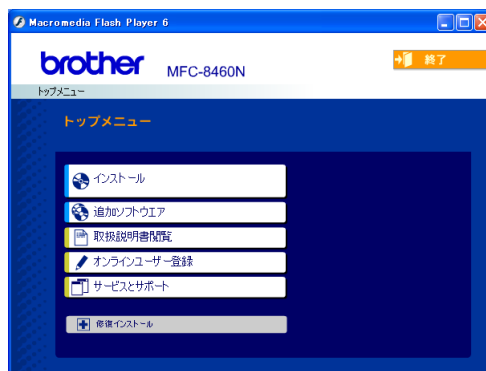 Macromedia Flash Player 6
brother
MFC-8460N
終了
トップメニュー
トップメニュー
インストール
追加ソフトウエア
取扱説明書閲覧
オンラインユーザー登録
サービスとサポート
修復インストール